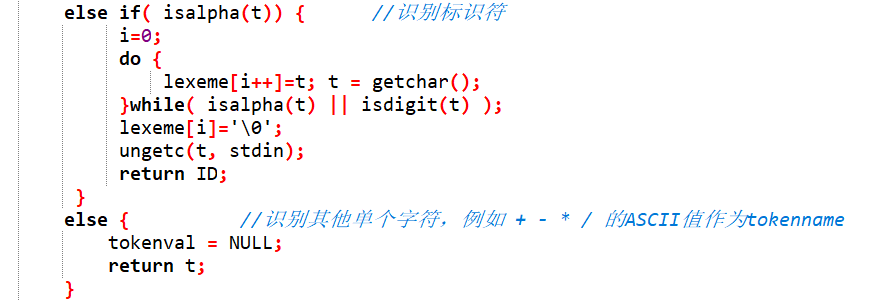 else if( isalpha(t)) {       //识别标识符
    i=0;
    do {
        lexeme[i++]=t; t = getchar();
    }while( isalpha(t) || isdigit(t) );
    lexeme[i]='\0';
    ungetc(t, stdin);
    return ID;
}
else {          //识别其他单个字符，例如 + - * / 的ASCII值作为tokenname
    tokenval = NULL;
    return t;
}